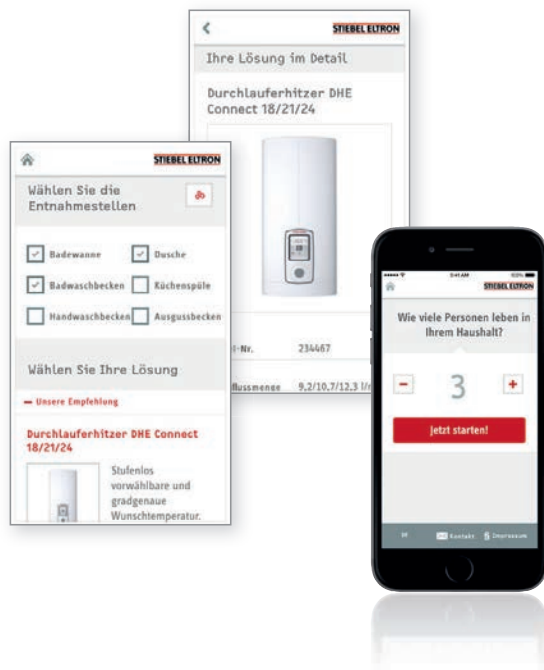 STIEBEL ELTRON
Ihre Lösung im Detail
Durchlauferhitzer DHE
Connect 18/21/24
234467
9,2/10,7/12,3
STIEBEL ELTRON
Wählen Sie die
Entnahmestellen
Badewanne
Dusche
Badwaschbecken
Küchenspüle
Handwaschbecken
Ausgussbecken
Wählen Sie Ihre Lösung
Unsere Empfehlung
Durchlauferhitzer DHE Connect
18/21/24
Stufenlos
vorwählbare und
gradgenaue
Wunschtemperatur.
9:41 AM
STIEBEL ELTRON
Wie viele Personen leben in
Ihrem Haushalt?
3
Jetzt starten!
Kontakt
Impressum